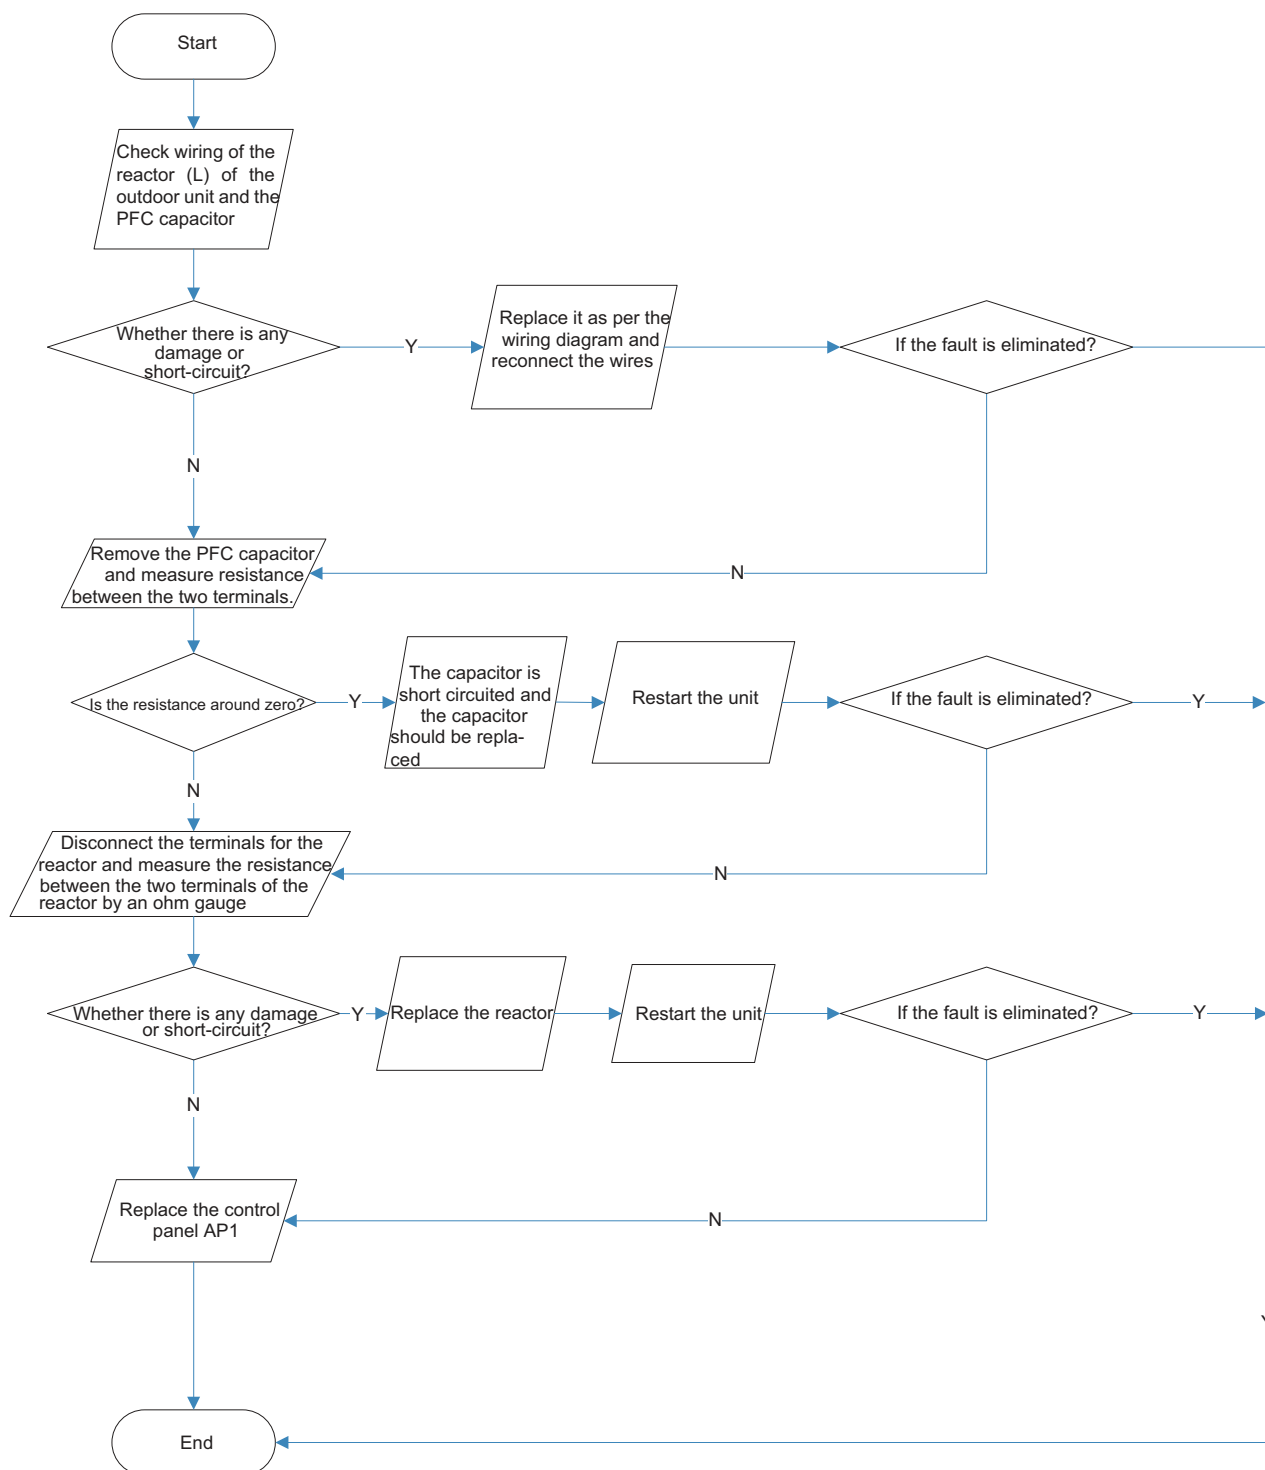 Start
Check wiring of the
reactor (L) of the
outdoor unit and the
PFC capacitor
Whether there is any
damage or
short-circuit?
Y
Replace it as per the
wiring diagram and
reconnect the wires
If the fault is eliminated?
N
Remove the PFC capacitor
and measure resistance
between the two terminals.
N
Is the resistance around zero?
Y
The capacitor is
short circuited and
the capacitor
should be repla-
ced
Restart the unit
If the fault is eliminated?
Y
N
Disconnect the terminals for the
reactor and measure the resistance
between the two terminals of the
reactor by an ohm gauge
N
Whether there is any damage
or short-circuit?
Y
Replace the reactor
Restart the unit
If the fault is eliminated?
Y
N
Replace the control
panel AP1
N
End